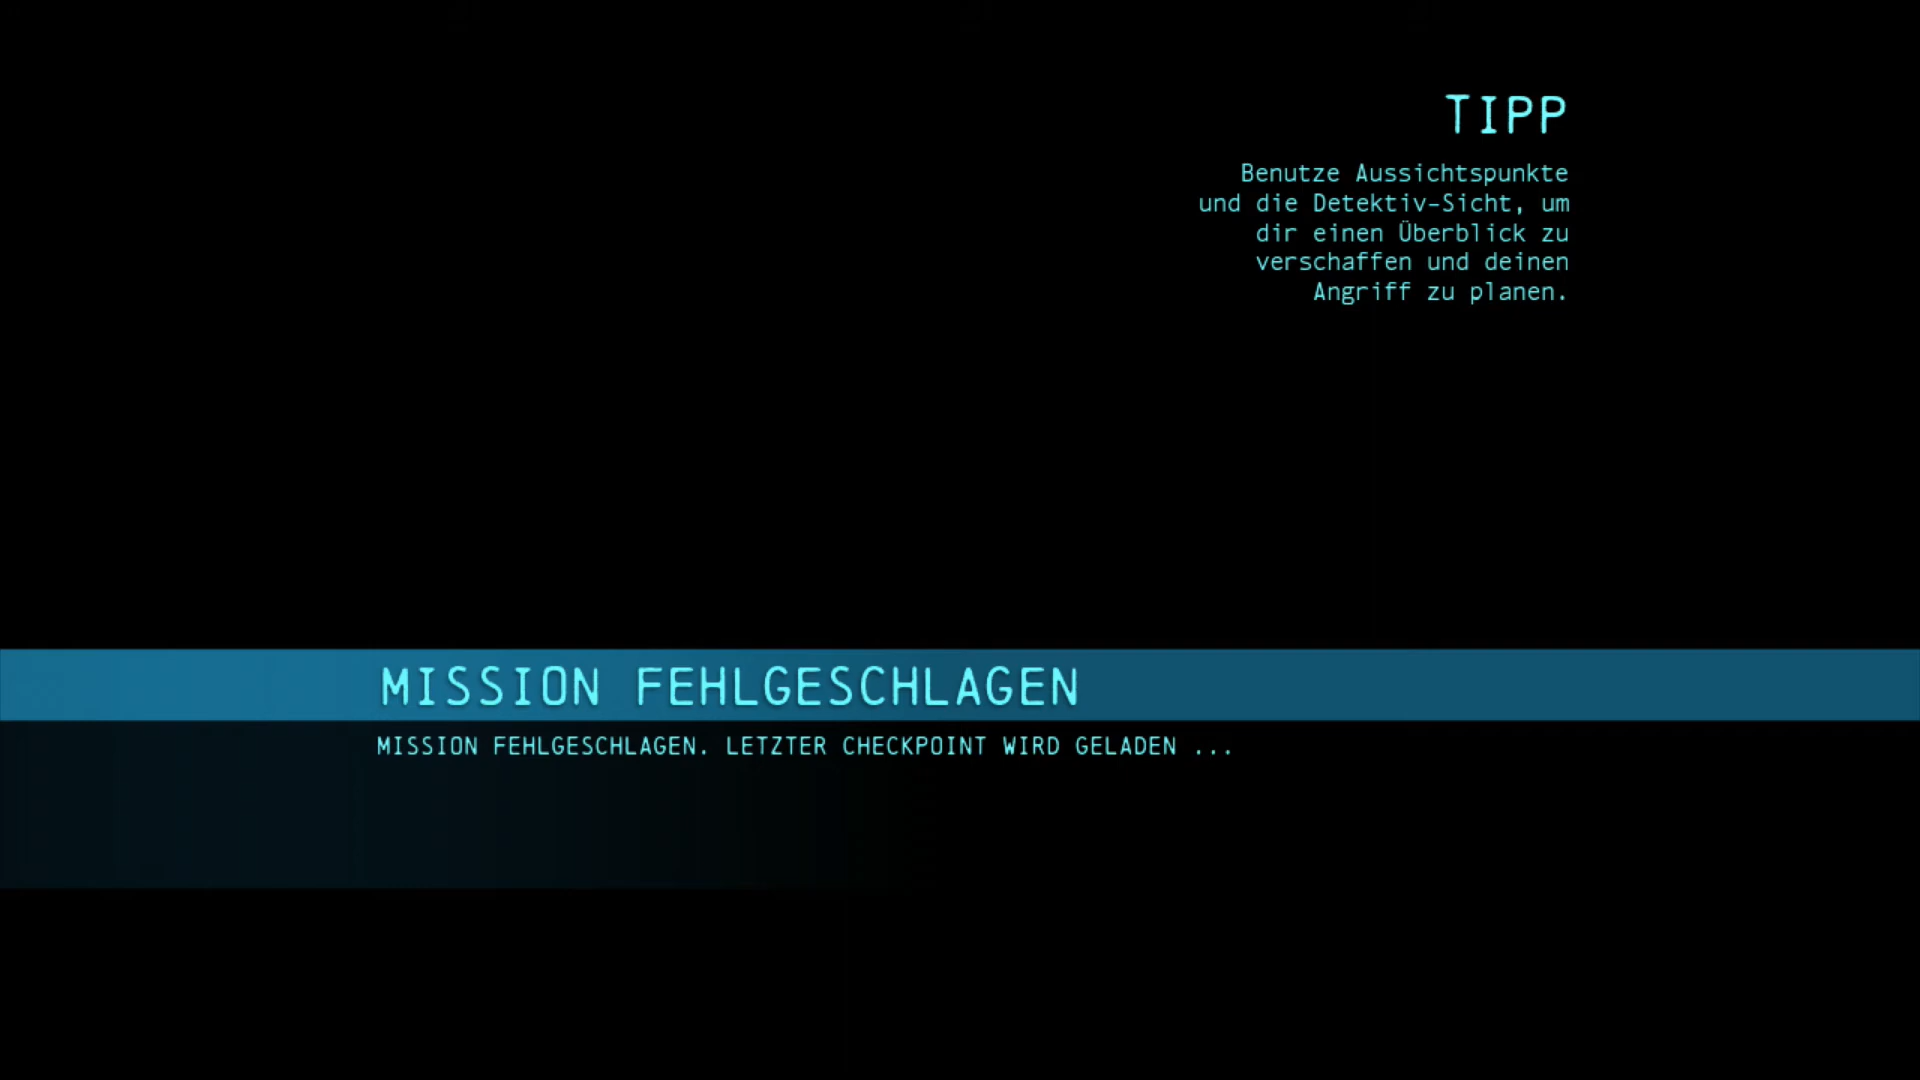 TIPP
Benutze Aussichtspunkte
und die Detektiv-Sicht, um
dir einen Überblick zu
verschaffen und deinen
Angriff zu planen.
MISSION FEHLGESCHLAGEN
MISSION FEHLGESCHLAGEN. LETZTER CHECKPOINT WIRD GELADEN ...